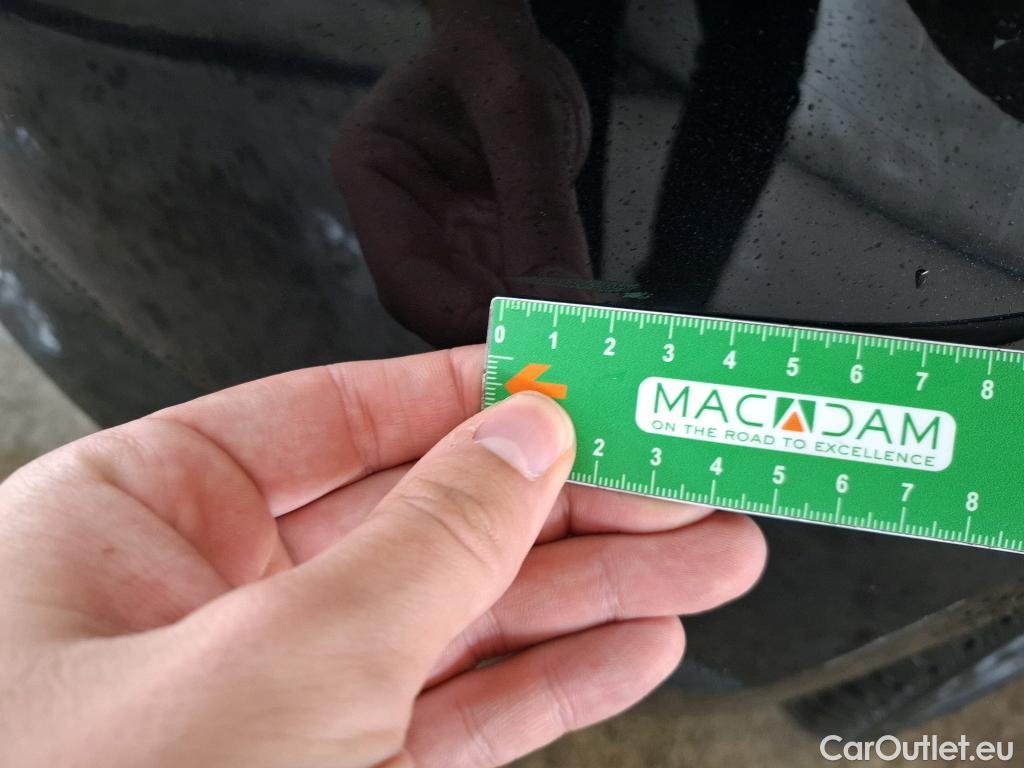 0 1 2 3 4 5 6 7 8
MACADAM
ON THE ROAD TO EXCELLENCE
2 3 4 5 6 7 8
CarOutlet.eu